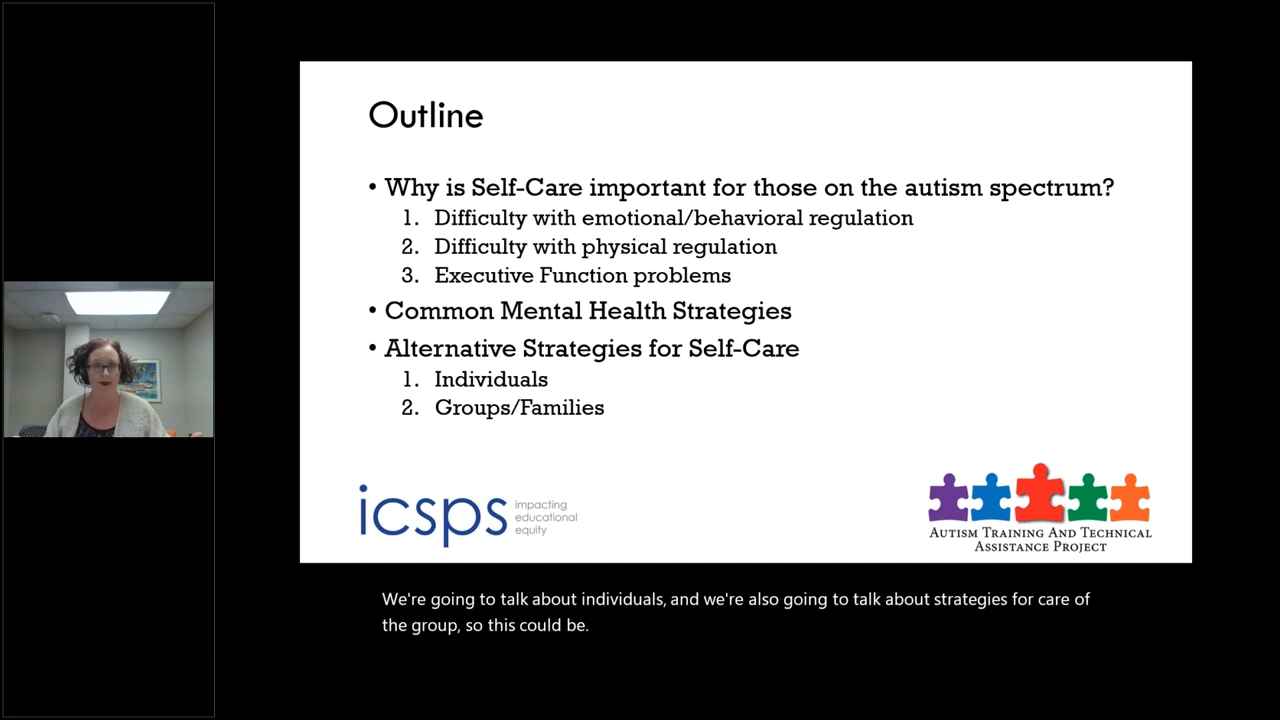 Outline
• Why is Self-Care important for those on the autism spectrum?
1. Difficulty with emotional/behavioral regulation
2. Difficulty with physical regulation
3. Executive Function problems
• Common Mental Health Strategies
• Alternative Strategies for Self-Care
1. Individuals
2. Groups/Families
icsps
impacting
educational
equity
AUTISM TRAINING AND TECHNICAL
ASSISTANCE PROJECT
We're going to talk about individuals, and we're also going to talk about strategies for care of
the group, so this could be.